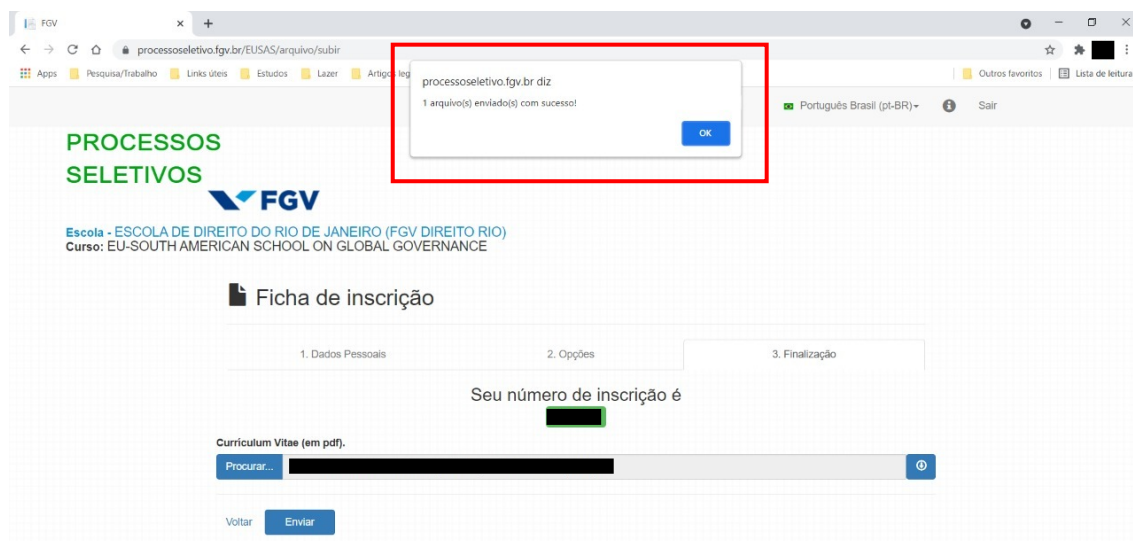 FGV
processoseletivo.fgv.br/EUSAS/arquivo/subir
Apps Pesquisa/Trabalho Links úteis Estudos Lazer Artigos leg
Outros favoritos Lista de leitura
processoseletivo.fgv.br diz
1 arquivo(s) enviado(s) com sucesso!
OK
Português Brasil (pt-BR)
Sair
PROCESSOS
SELETIVOS
FGV
Escola - ESCOLA DE DIREITO DO RIO DE JANEIRO (FGV DIREITO RIO)
Curso: EU-SOUTH AMERICAN SCHOOL ON GLOBAL GOVERNANCE
Ficha de inscrição
1. Dados Pessoais 2. Opções 3. Finalização
Seu número de inscrição é
Curriculum Vitae (em pdf).
Procurar...
Voltar Enviar